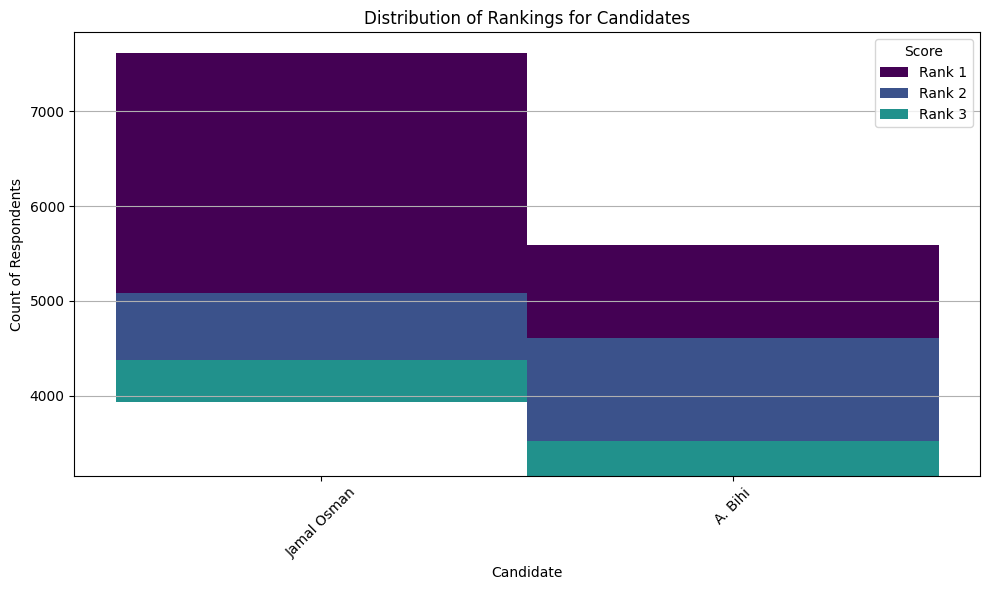 Distribution of Rankings for Candidates
Score
Rank 1
Rank 2
Rank 3
Count of Respondents
7000
6000
5000
4000
Jamal Osman
A. Bihi
Candidate